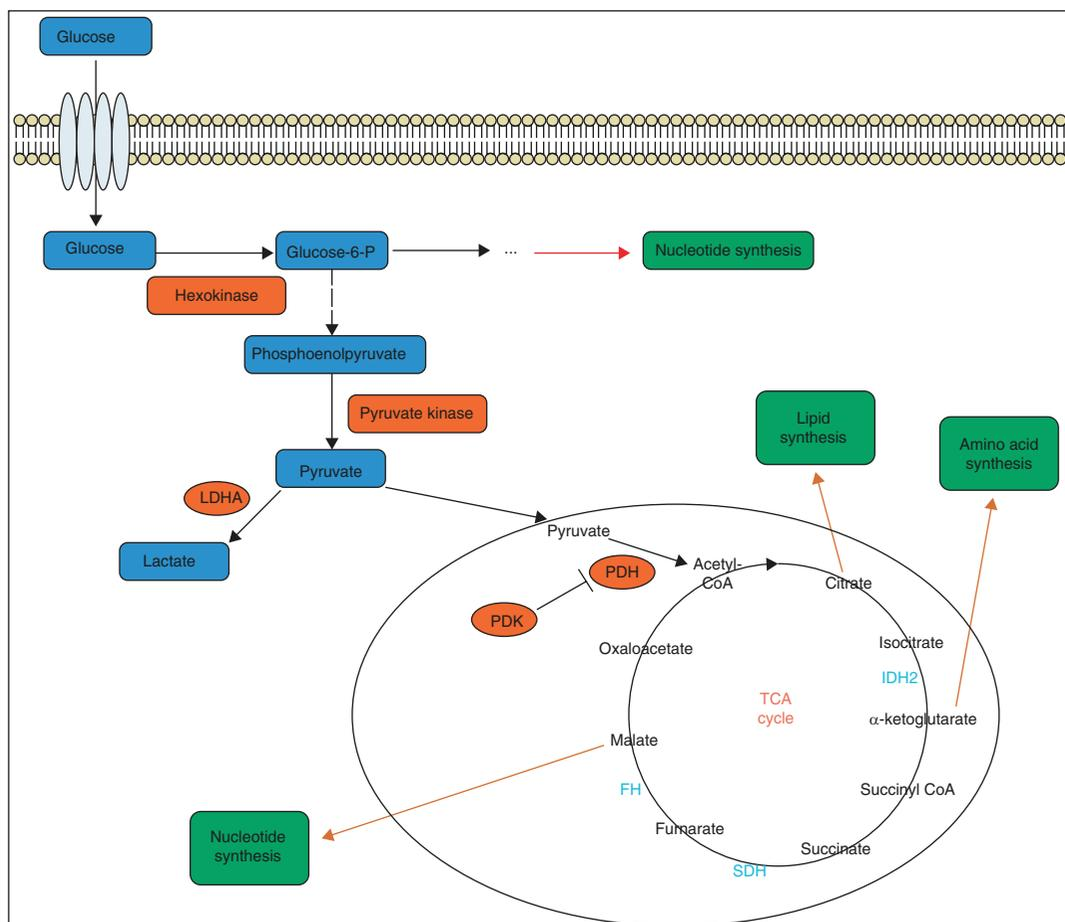 Glucose
Glucose
Glucose-6-P
...
Nucleotide synthesis
Hexokinase
Phosphoenolpyruvate
Pyruvate kinase
Pyruvate
LDHA
Lactate
Lipid
synthesis
Amino acid
synthesis
Pyruvate
PDH
PDK
Acetyl-
CoA
Citrate
Oxaloacetate
Isocitrate
IDH2
TCA
cycle
α-ketoglutarate
Malate
FH
Succinyl CoA
Fumarate
Succinate
SDH
Nucleotide
synthesis